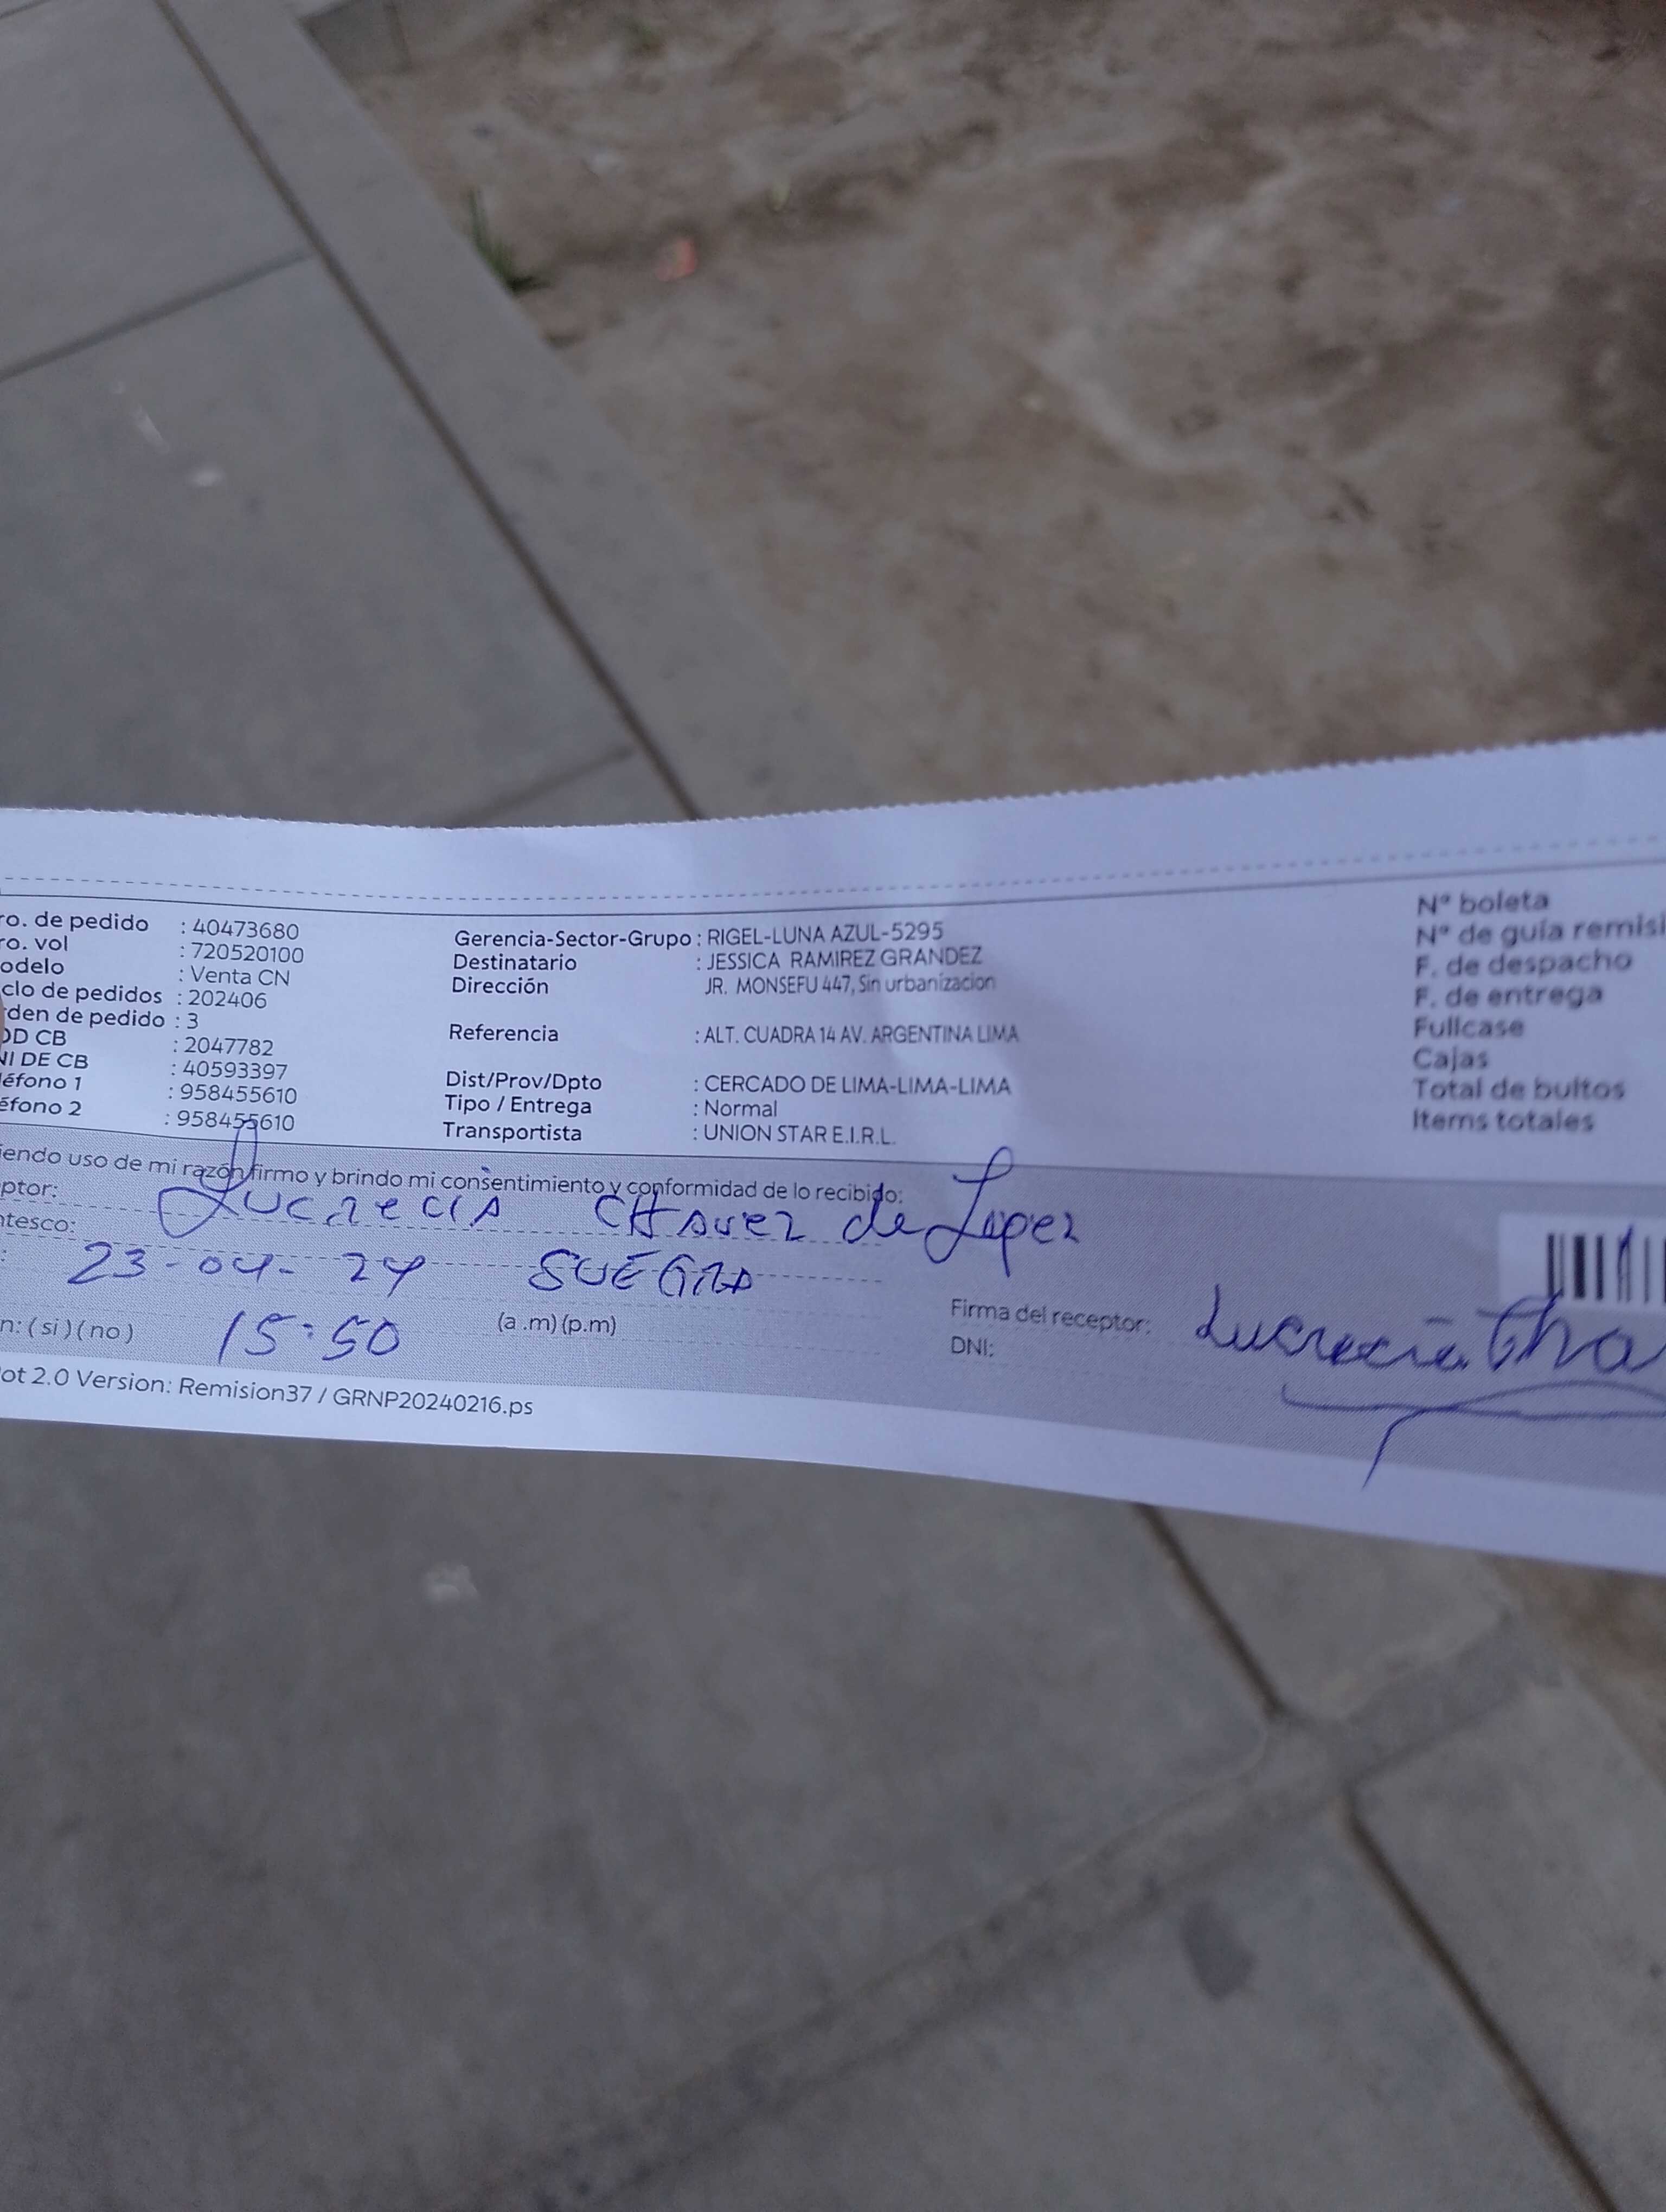 ro. de pedido : 40473680
ro. vol : 720520100
odelo : Venta CN
clo de pedidos : 202406
den de pedido : 3
OD CB : 2047782
NI DE CB : 40593397
léfono 1 : 958455610
éfono 2 : 958455610
Gerencia-Sector-Grupo : RIGEL-LUNA AZUL-5295
Destinatario : JESSICA RAMIREZ GRANDEZ
Dirección JR. MONSEFU 447, Sin urbanizacion
Referencia : ALT. CUADRA 14 AV. ARGENTINA LIMA
Dist/Prov/Dpto : CERCADO DE LIMA-LIMA-LIMA
Tipo / Entrega : Normal
Transportista : UNION STAR E.I.R.L.
N° boleta
N° de guía remisi
F. de despacho
F. de entrega
Fullcase
Cajas
Total de bultos
Items totales
iendo uso de mi razón firmo y brindo mi consentimiento y conformidad de lo recibido:
ptor: Lucrecia CHavez de Lopez
ntesco:
: 23-04-24 SUEGRA
n: ( si ) ( no ) 15:50 (a .m) (p.m)
Firma del receptor: Lucrecia Cha
DNI:
ot 2.0 Version: Remision37 / GRNP20240216.ps